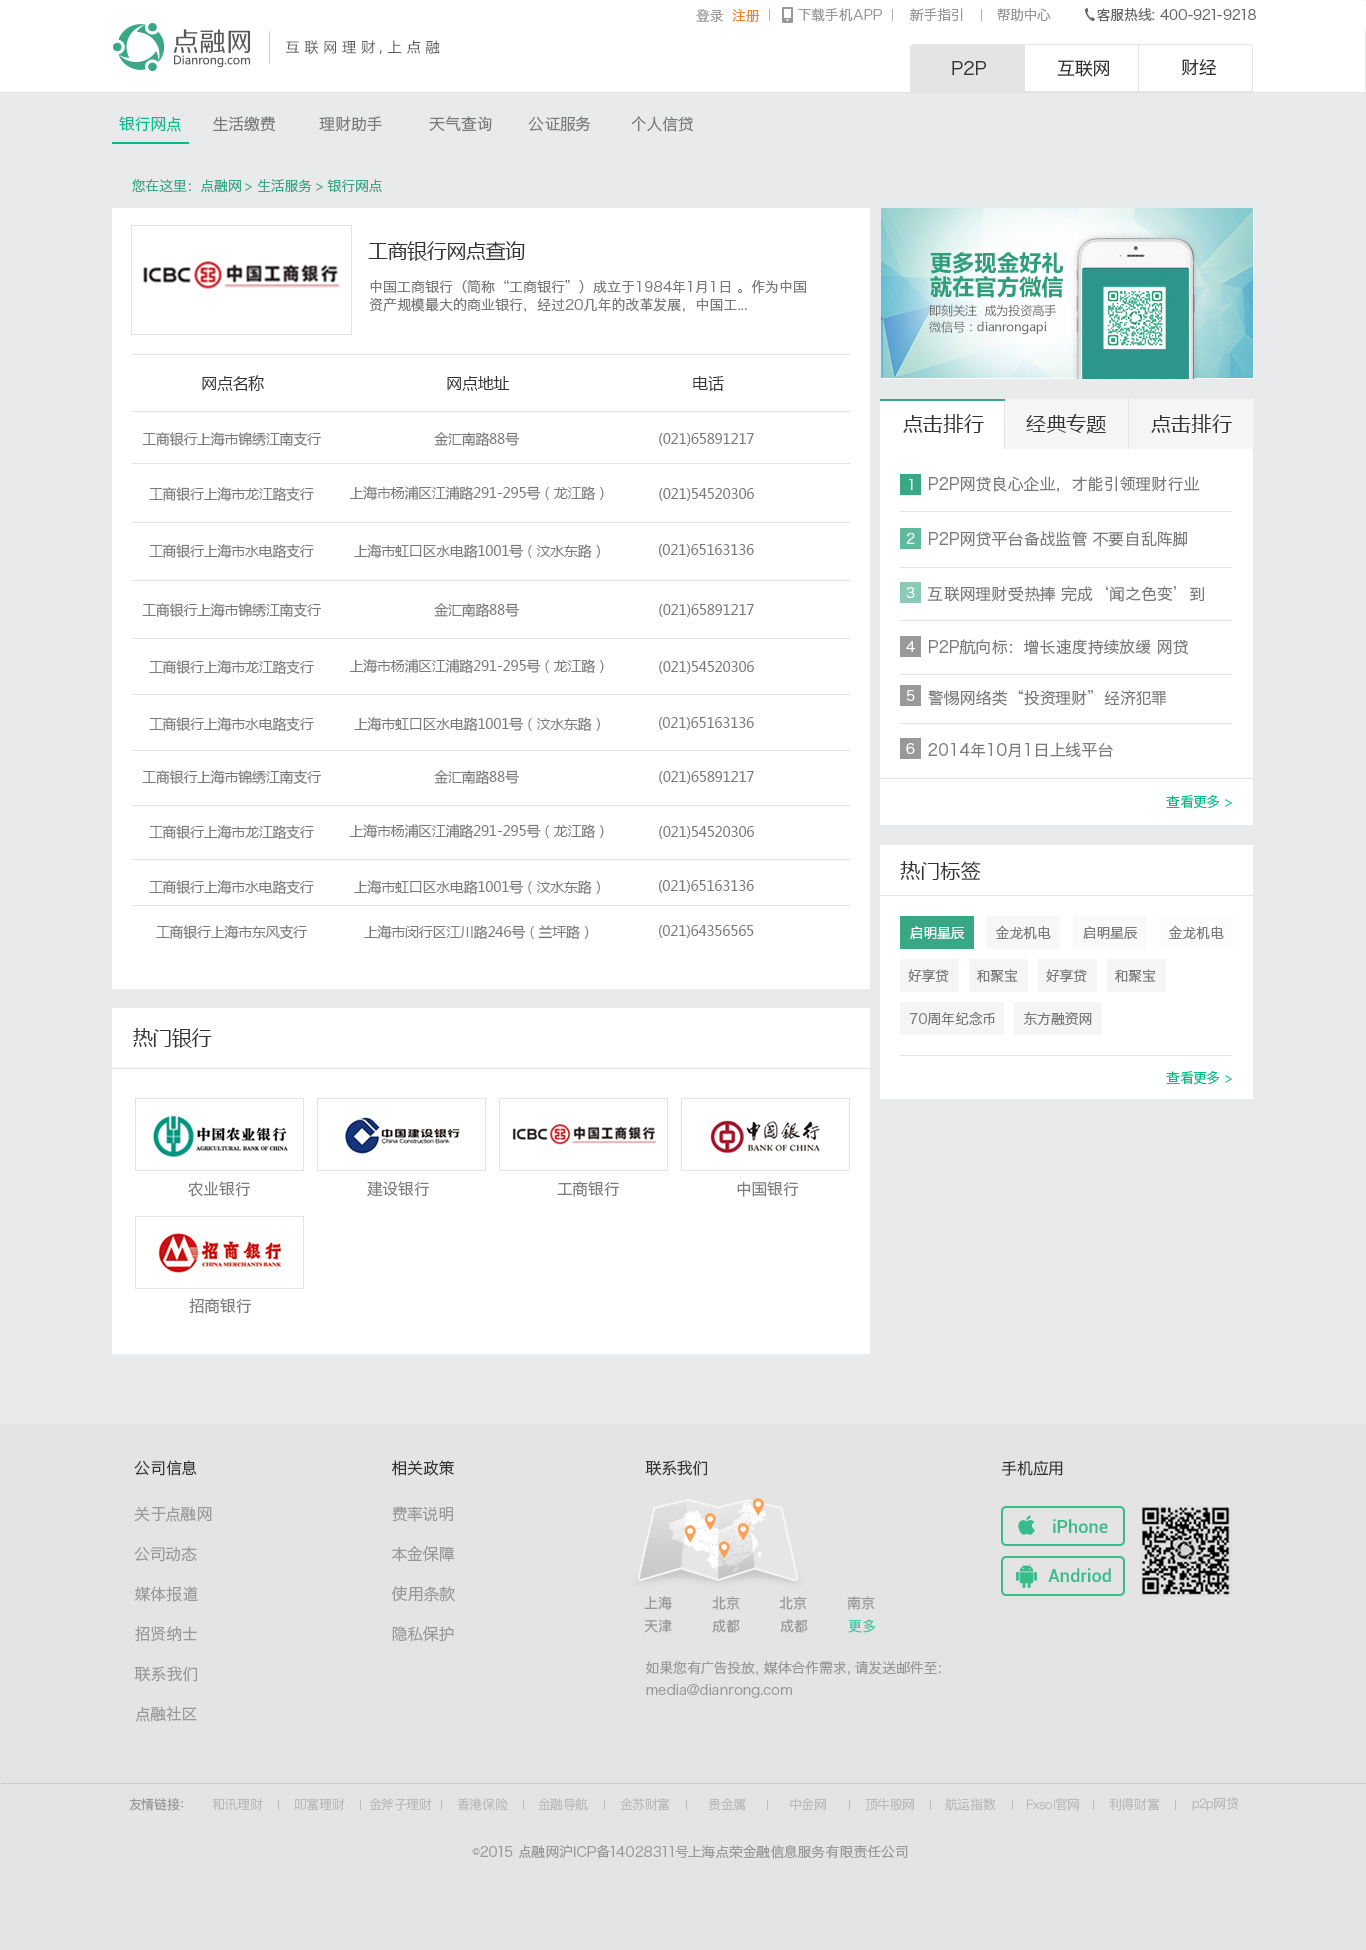 登录 注册 | 下载手机APP | 新手指引 | 帮助中心 客服热线: 400-921-9218
点融网
Dianrong.com
互联网理财,上点融
P2P 互联网 财经
银行网点 生活缴费 理财助手 天气查询 公证服务 个人信贷
您在这里：点融网 > 生活服务 > 银行网点
ICBC 中国工商银行
工商银行网点查询
中国工商银行（简称“工商银行”）成立于1984年1月1日 。作为中国
资产规模最大的商业银行，经过20几年的改革发展，中国工...
网点名称 网点地址 电话
工商银行上海市锦绣江南支行 金汇南路88号 (021)65891217
工商银行上海市龙江路支行 上海市杨浦区江浦路291-295号 ( 龙江路 ) (021)54520306
工商银行上海市水电路支行 上海市虹口区水电路1001号 ( 汶水东路 ) (021)65163136
工商银行上海市锦绣江南支行 金汇南路88号 (021)65891217
工商银行上海市龙江路支行 上海市杨浦区江浦路291-295号 ( 龙江路 ) (021)54520306
工商银行上海市水电路支行 上海市虹口区水电路1001号 ( 汶水东路 ) (021)65163136
工商银行上海市锦绣江南支行 金汇南路88号 (021)65891217
工商银行上海市龙江路支行 上海市杨浦区江浦路291-295号 ( 龙江路 ) (021)54520306
工商银行上海市水电路支行 上海市虹口区水电路1001号 ( 汶水东路 ) (021)65163136
工商银行上海市东风支行 上海市闵行区江川路246号 ( 兰坪路 ) (021)64356565
更多现金好礼
就在官方微信
即刻关注 成为投资高手
微信号：dianrongapi
点击排行 经典专题 点击排行
1 P2P网贷良心企业，才能引领理财行业
2 P2P网贷平台备战监管 不要自乱阵脚
3 互联网理财受热捧 完成‘闻之色变’到
4 P2P航向标：增长速度持续放缓 网贷
5 警惕网络类“投资理财”经济犯罪
6 2014年10月1日上线平台
查看更多 >
热门标签
启明星辰 金龙机电 启明星辰 金龙机电
好享贷 和聚宝 好享贷 和聚宝
70周年纪念币 东方融资网
查看更多 >
热门银行
中国农业银行
AGRICULTURAL BANK OF CHINA
中国建设银行
China Construction Bank
ICBC 中国工商银行
中国银行
BANK OF CHINA
农业银行 建设银行 工商银行 中国银行
招商银行
CHINA MERCHANTS BANK
招商银行
公司信息
关于点融网
公司动态
媒体报道
招贤纳士
联系我们
点融社区
相关政策
费率说明
本金保障
使用条款
隐私保护
联系我们
上海 北京 北京 南京
天津 成都 成都 更多
如果您有广告投放, 媒体合作需求, 请发送邮件至:
media@dianrong.com
手机应用
iPhone
Andriod
友情链接: 和讯理财 | 叩富理财 | 金斧子理财 | 香港保险 | 金融导航 | 金苏财富 | 贵金属 | 中金网 | 顶牛股网 | 航运指数 | Fxsol官网 | 利得财富 | p2p网贷
©2015 点融网沪ICP备14028311号上海点荣金融信息服务有限责任公司